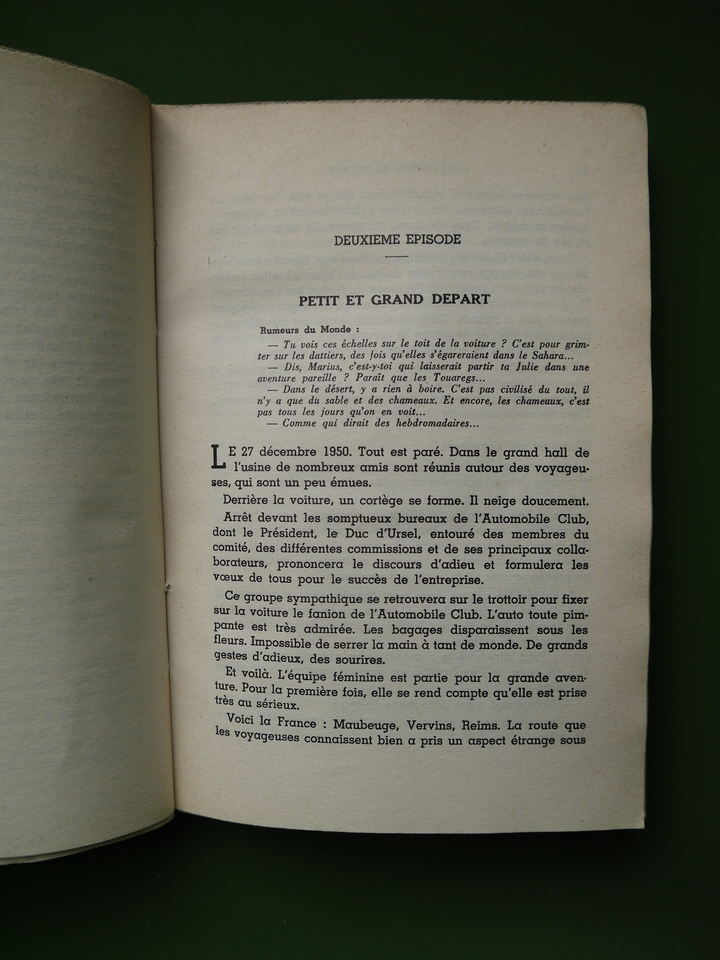 DEUXIEME EPISODE
PETIT ET GRAND DEPART
Rumeurs du Monde :
— Tu vois ces échelles sur le toit de la voiture ? C'est pour grim-
ter sur les dattiers, des fois qu'elles s'égareraient dans le Sahara...
— Dis, Marius, c'est-y-toi qui laisserait partir ta Julie dans une
aventure pareille ? Paraît que les Touaregs...
— Dans le désert, y a rien à boire. C'est pas civilisé du tout, il
n'y a que du sable et des chameaux. Et encore, les chameaux, c'est
pas tous les jours qu'on en voit...
— Comme qui dirait des hebdromadaires...
LE 27 décembre 1950. Tout est paré. Dans le grand hall de
l'usine de nombreux amis sont réunis autour des voyageu-
ses, qui sont un peu émues.
Derrière la voiture, un cortège se forme. Il neige doucement.
Arrêt devant les somptueux bureaux de l'Automobile Club,
dont le Président, le Duc d'Ursel, entouré des membres du
comité, des différentes commissions et de ses principaux colla-
borateurs, prononcera le discours d'adieu et formulera les
vœux de tous pour le succès de l'entreprise.
Ce groupe sympathique se retrouvera sur le trottoir pour fixer
sur la voiture le fanion de l'Automobile Club. L'auto toute pim-
pante est très admirée. Les bagages disparaissent sous les
fleurs. Impossible de serrer la main à tant de monde. De grands
gestes d'adieux, des sourires.
Et voilà. L'équipe féminine est partie pour la grande aven-
ture. Pour la première fois, elle se rend compte qu'elle est prise
très au sérieux.
Voici la France : Maubeuge, Vervins, Reims. La route que
les voyageuses connaissent bien a pris un aspect étrange sous